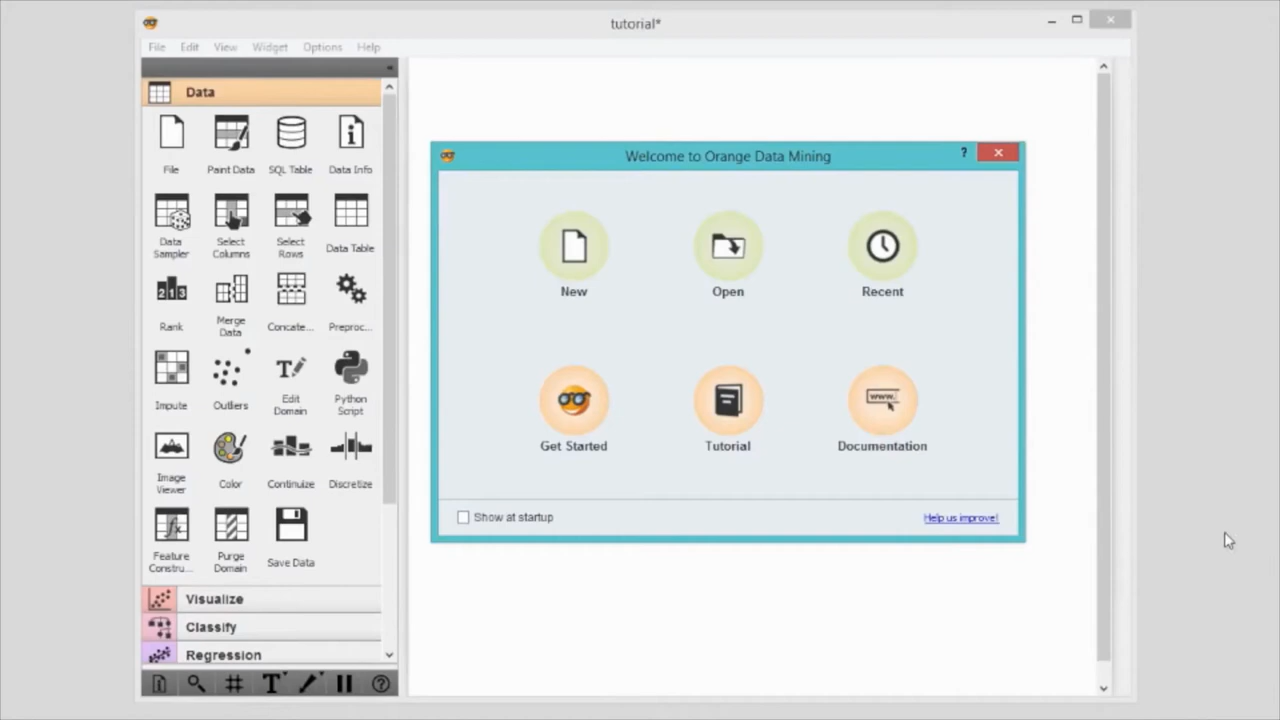 tutorial*
File Edit View Widget Options Help
Data
File Paint Data SQL Table Data Info
Data Sampler Select Columns Select Rows Data Table
Rank Merge Data Concate... Preproc...
Impute Outliers Edit Domain Python Script
Image Viewer Color Continuize Discretize
Feature Constru... Purge Domain Save Data
Visualize
Classify
Regression
Welcome to Orange Data Mining
New Open Recent
www.
Get Started Tutorial Documentation
Show at startup Help us improve!